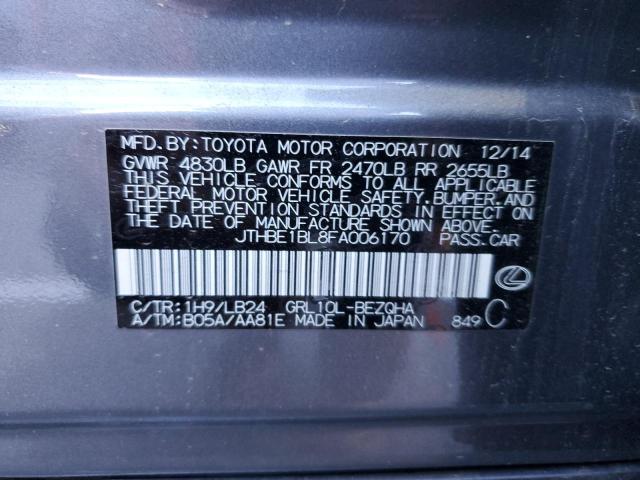 MFD. BY: TOYOTA MOTOR CORPORATION 12/14
GVWR 4830LB GAWR FR 2470LB RR 2655LB
THIS VEHICLE CONFORMS TO ALL APPLICABLE
FEDERAL MOTOR VEHICLE SAFETY, BUMPER, AND
THEFT PREVENTION STANDARDS IN EFFECT ON
THE DATE OF MANUFACTURE SHOWN ABOVE.
JTHBE1BL8FA006170 PASS. CAR
C/TR: 1H9/LB24 GRL10L-BEZQHA
A/TM: B05A/AA81E MADE IN JAPAN 849 C